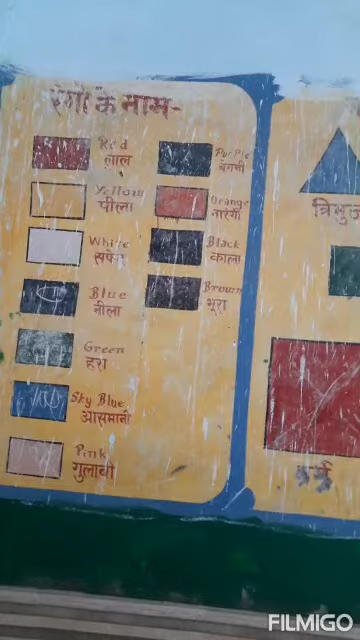 रंगों के नाम-
Red
लाल
Yellow
पीला
White
सफेद
Blue
नीला
Green
हरा
Sky Blue
आसमानी
Pink
गुलाबी
Purple
बैंगनी
Orange
नारंगी
Black
काला
Brown
भूरा
त्रिभुज
FILMIGO